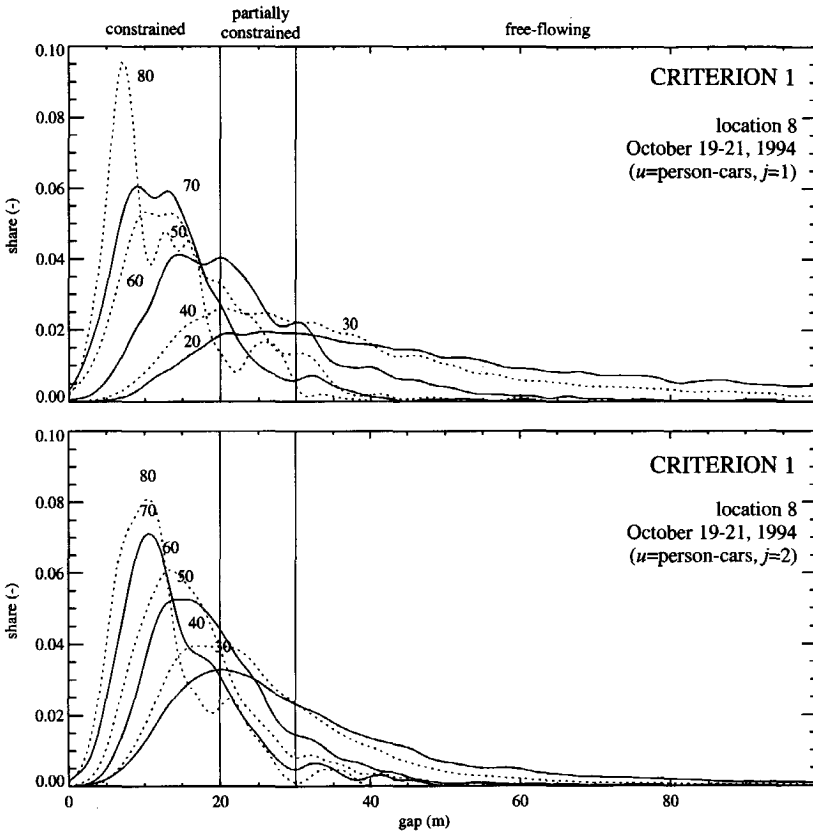 constrained
partially
constrained
free-flowing
0.10
0.08
0.06
0.04
0.02
0.00
share (-)
80
70
50
60
40
20
30
CRITERION 1
location 8
October 19-21, 1994
(u=person-cars, j=1)
0.10
0.08
0.06
0.04
0.02
0.00
share (-)
80
70
60
50
40
30
CRITERION 1
location 8
October 19-21, 1994
(u=person-cars, j=2)
0
20
40
60
80
gap (m)